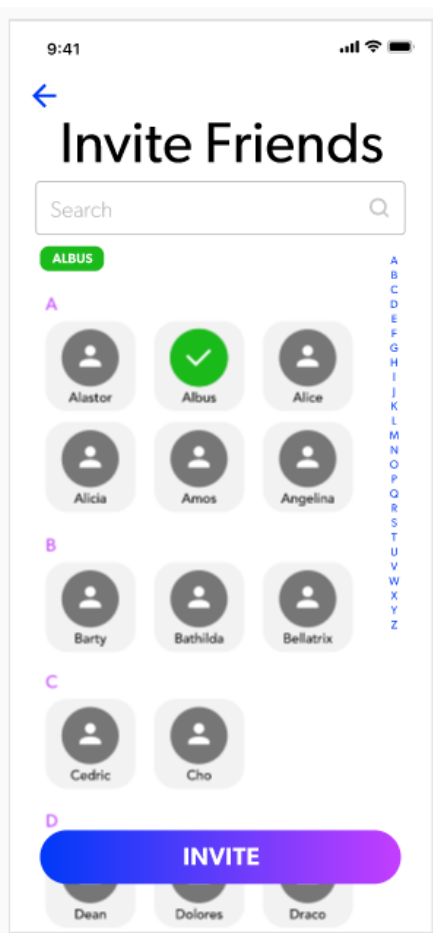 9:41
Invite Friends
Search
ALBUS
A
Alastor Albus Alice
Alicia Amos Angelina
B
Barty Bathilda Bellatrix
C
Cedric Cho
D
INVITE
Dean Dolores Draco
A
B
C
D
E
F
G
H
I
J
K
L
M
N
O
P
Q
R
S
T
U
V
W
X
Y
Z